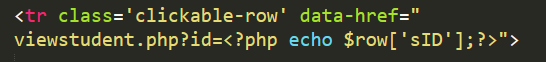 <tr class='clickable-row' data-href="
viewstudent.php?id=<?php echo $row['sID'];?>">